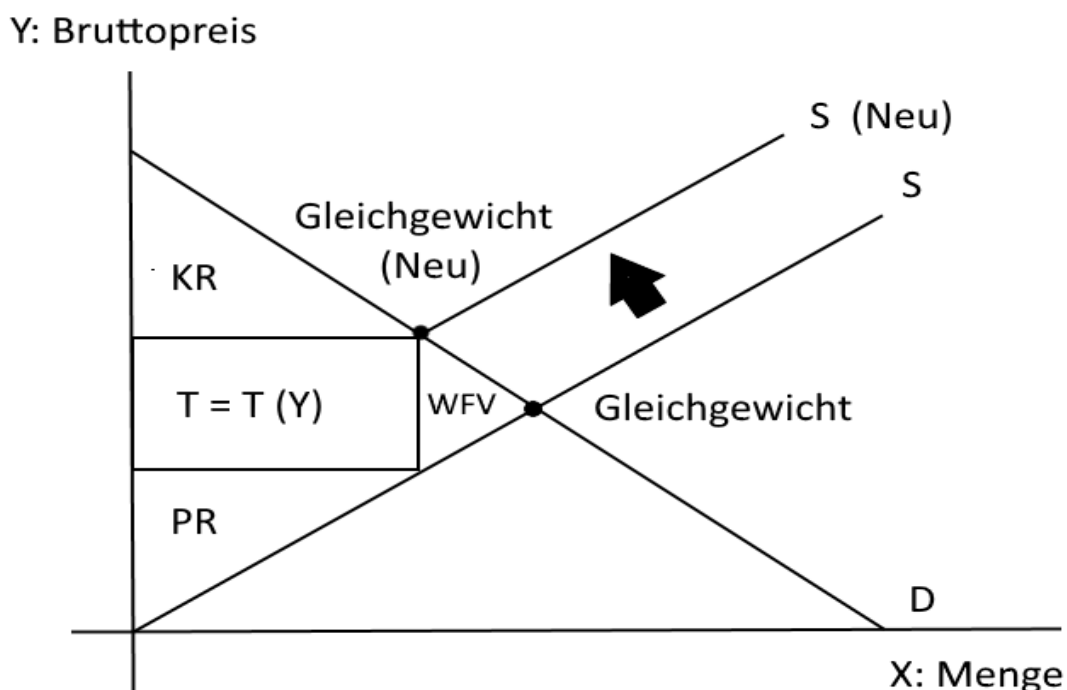 Y: Bruttopreis
S (Neu)
S
Gleichgewicht
(Neu)
KR
T = T (Y)
WFV
Gleichgewicht
PR
D
X: Menge